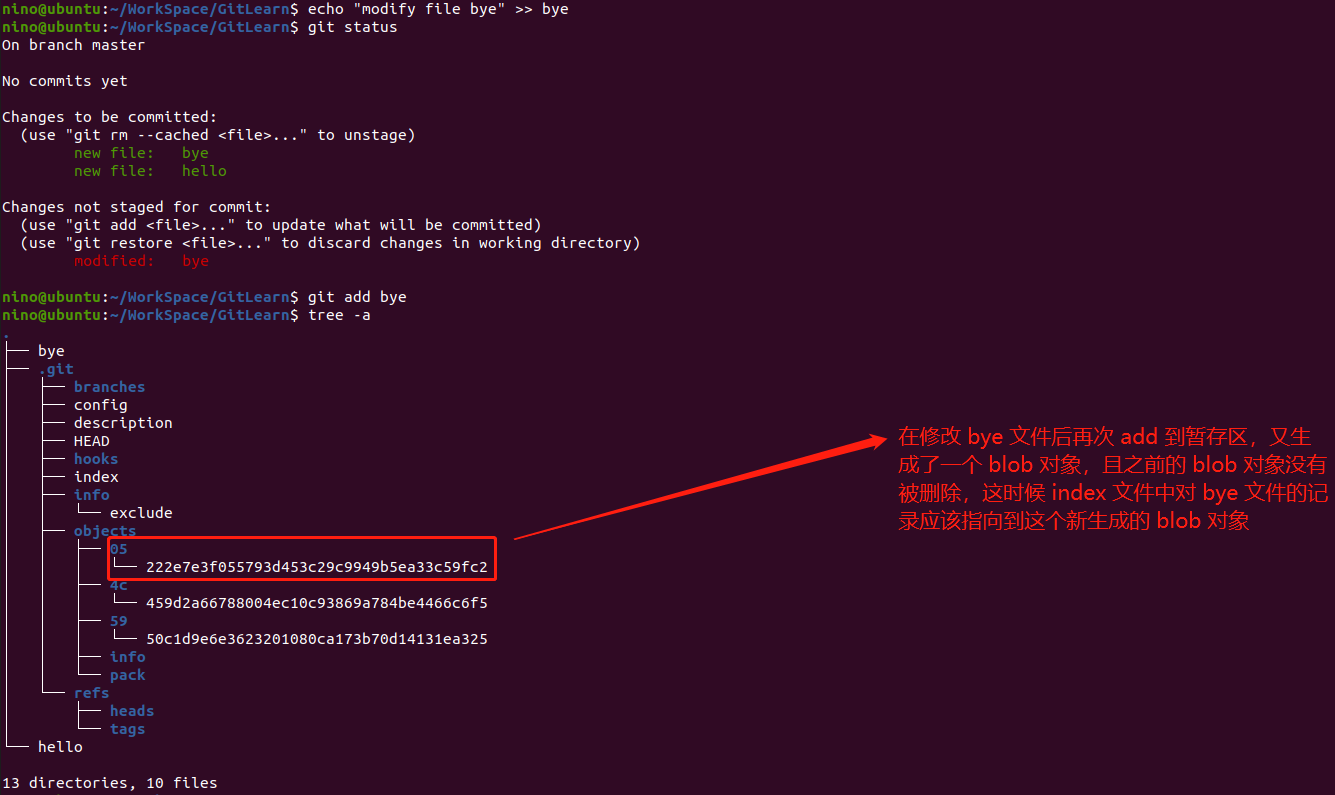 nino@ubuntu:~/WorkSpace/GitLearn$ echo "modify file bye" >> bye
nino@ubuntu:~/WorkSpace/GitLearn$ git status
On branch master
No commits yet
Changes to be committed:
(use "git rm --cached <file>..." to unstage)
new file:   bye
new file:   hello
Changes not staged for commit:
(use "git add <file>..." to update what will be committed)
(use "git restore <file>..." to discard changes in working directory)
modified:   bye
nino@ubuntu:~/WorkSpace/GitLearn$ git add bye
nino@ubuntu:~/WorkSpace/GitLearn$ tree -a
.
├── bye
├── .git
│   ├── branches
│   ├── config
│   ├── description
│   ├── HEAD
│   ├── hooks
│   ├── index
│   ├── info
│   │   └── exclude
│   ├── objects
│   │   ├── 05
│   │   │   └── 222e7e3f055793d453c29c9949b5ea33c59fc2
│   │   ├── 4c
│   │   │   └── 459d2a66788004ec10c93869a784be4466c6f5
│   │   ├── 59
│   │   │   └── 50c1d9e6e3623201080ca173b70d14131ea325
│   │   ├── info
│   │   └── pack
│   └── refs
│       ├── heads
│       └── tags
└── hello
13 directories, 10 files
在修改 bye 文件后再次 add 到暂存区，又生
成了一个 blob 对象，且之前的 blob 对象没有
被删除，这时候 index 文件中对 bye 文件的记
录应该指向到这个新生成的 blob 对象